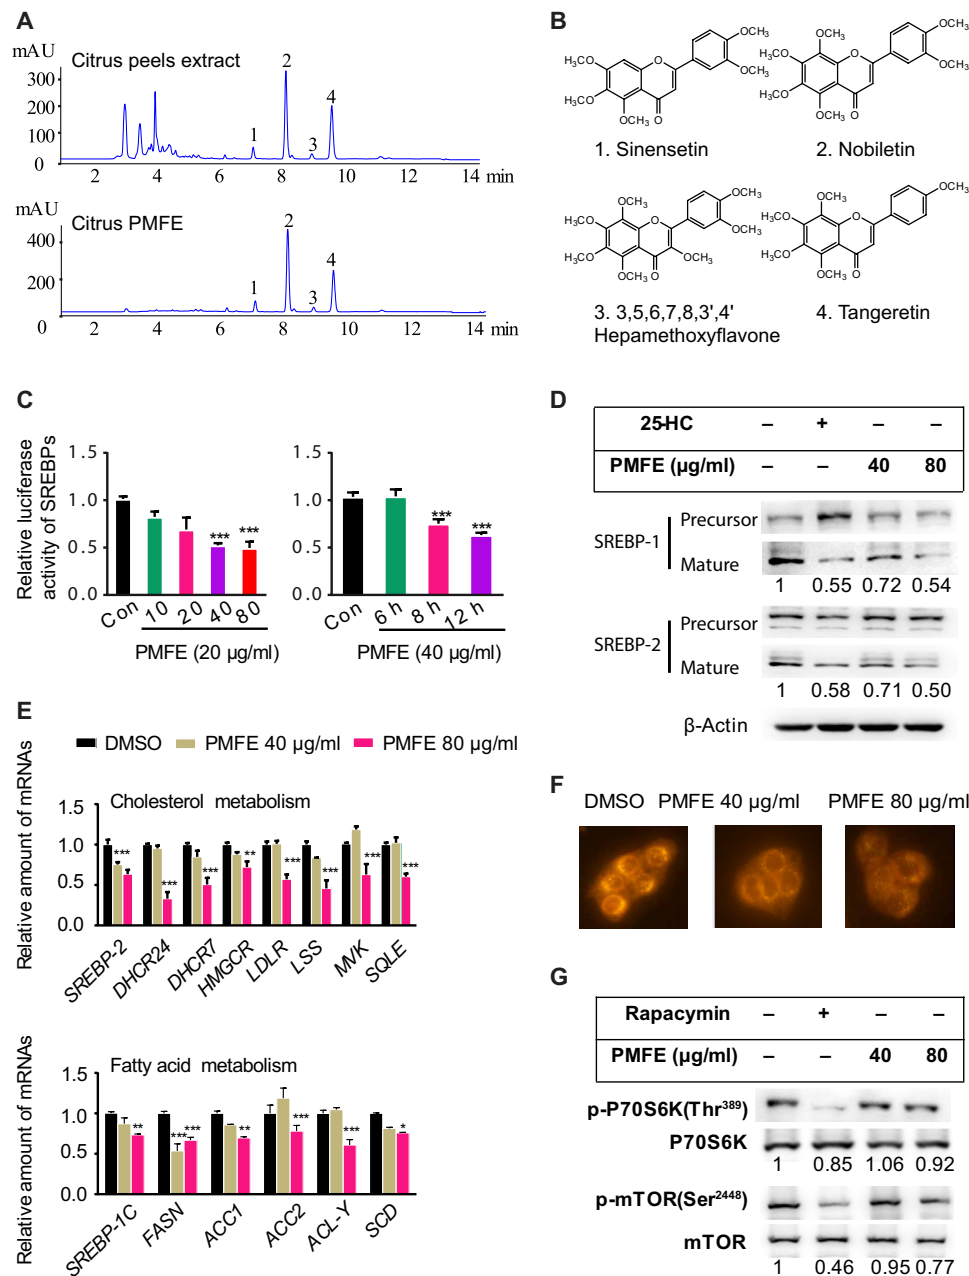 A
mAU
Citrus peels extract
300
200
100
0
1
2
3
4
2 4 6 8 10 12 14 min
mAU
Citrus PMFE
400
200
0
1
2
3
4
2 4 6 8 10 12 14
min
B
OCH₃
OCH₃
CH₃O
CH₃O
OCH₃
O
O
1. Sinensetin
OCH₃
OCH₃
OCH₃
CH₃O
CH₃O
OCH₃
O
O
2. Nobiletin
OCH₃
OCH₃
OCH₃
CH₃O
CH₃O
OCH₃
OCH₃
O
O
3. 3,5,6,7,8,3',4'
Hepamethoxyflavone
OCH₃
OCH₃
CH₃O
CH₃O
OCH₃
O
O
4. Tangeretin
C
Relative luciferase
activity of SREBPs
1.5
1.0
0.5
0.0
*** ***
Con 10 20 40 80
PMFE (20 µg/ml)
1.5
1.0
0.5
0.0
***
***
Con 6 h 8 h 12 h
PMFE (40 µg/ml)
D
25-HC – + – –
PMFE (µg/ml) – – 40 80
SREBP-1
Precursor
Mature
1 0.55 0.72 0.54
SREBP-2
Precursor
Mature
1 0.58 0.71 0.50
β-Actin
E
DMSO PMFE 40 µg/ml PMFE 80 µg/ml
Relative amount of mRNAs
Cholesterol metabolism
1.5
1.0
0.5
0.0
*** *** *** ** *** *** *** ***
SREBP-2 DHCR24 DHCR7 HMGCR LDLR LSS MVK SQLE
Relative amount of mRNAs
Fatty acid metabolism
1.5
1.0
0.5
0.0
** *** *** ** *** *** *
SREBP-1C FASN ACC1 ACC2 ACL-Y SCD
F
DMSO PMFE 40 µg/ml PMFE 80 µg/ml
G
Rapacymin – + – –
PMFE (µg/ml) – – 40 80
p-P70S6K(Thr³⁸⁹)
P70S6K
1 0.85 1.06 0.92
p-mTOR(Ser²⁴⁴⁸)
mTOR
1 0.46 0.95 0.77